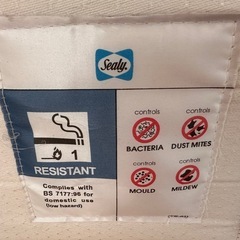 Sealy
controls
BACTERIA
controls
DUST MITES
controls
MOULD
controls
MILDEW
1
RESISTANT
Complies with
BS 7177:96 for
domestic use
(low hazard)